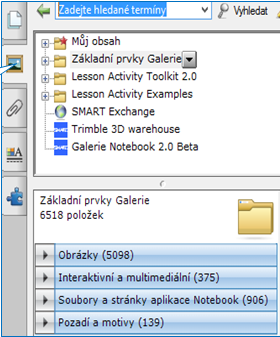 Zadejte hledané termíny Vyhledat
Můj obsah
Základní prvky Galerie
Lesson Activity Toolkit 2.0
Lesson Activity Examples
SMART Exchange
SMART Trimble 3D warehouse
SMART Galerie Notebook 2.0 Beta
Základní prvky Galerie
6518 položek
Obrázky (5098)
Interaktivní a multimediální (375)
Soubory a stránky aplikace Notebook (906)
Pozadí a motivy (139)